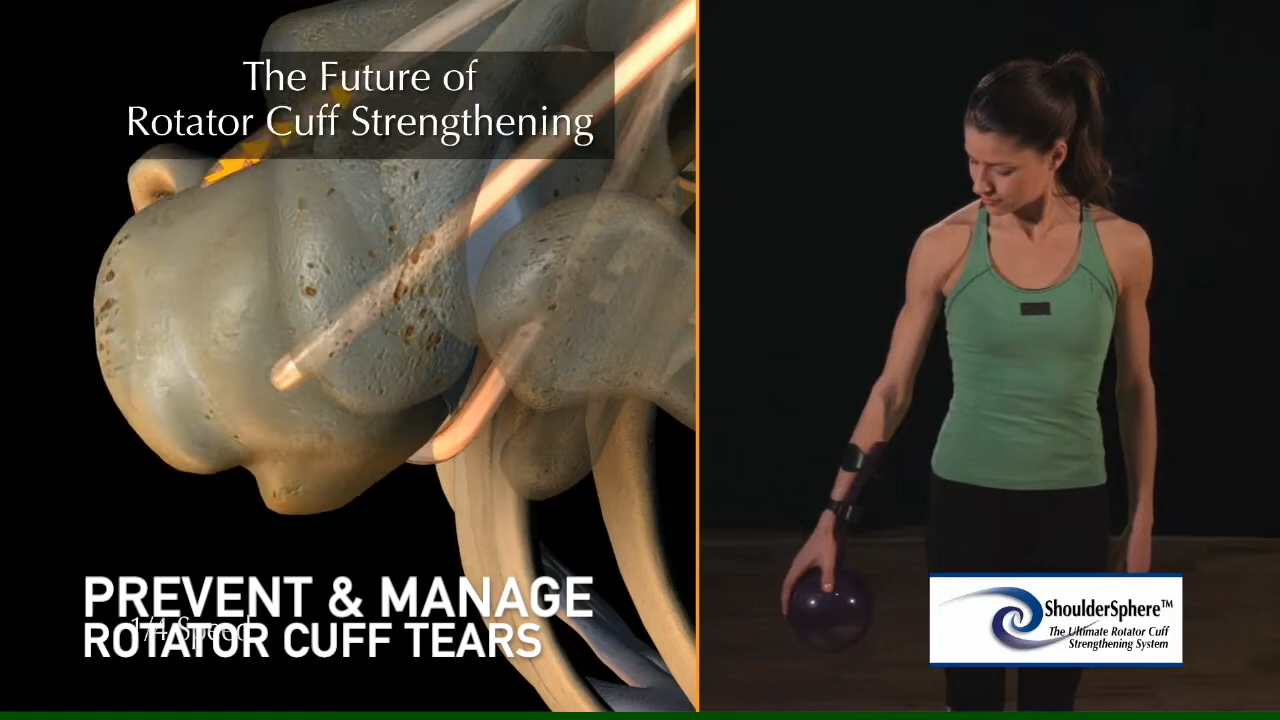 The Future of
Rotator Cuff Strengthening
PREVENT & MANAGE
1/4 Speed
ROTATOR CUFF TEARS
ShoulderSphere™
The Ultimate Rotator Cuff
Strengthening System